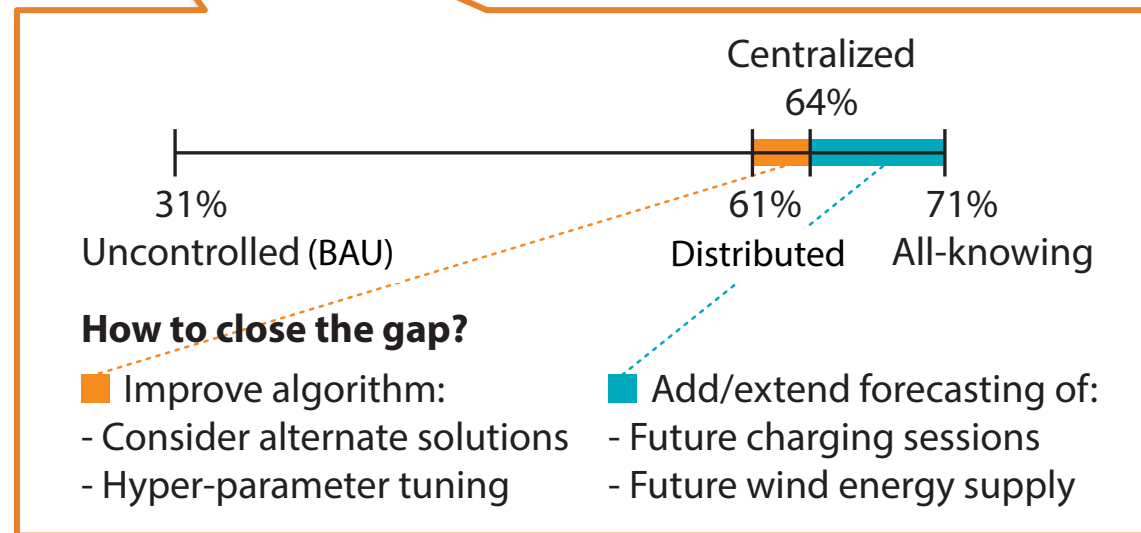 Centralized
64%
31%
61%
71%
Uncontrolled (BAU)
Distributed
All-knowing
How to close the gap?
Improve algorithm:
- Consider alternate solutions
- Hyper-parameter tuning
Add/extend forecasting of:
- Future charging sessions
- Future wind energy supply